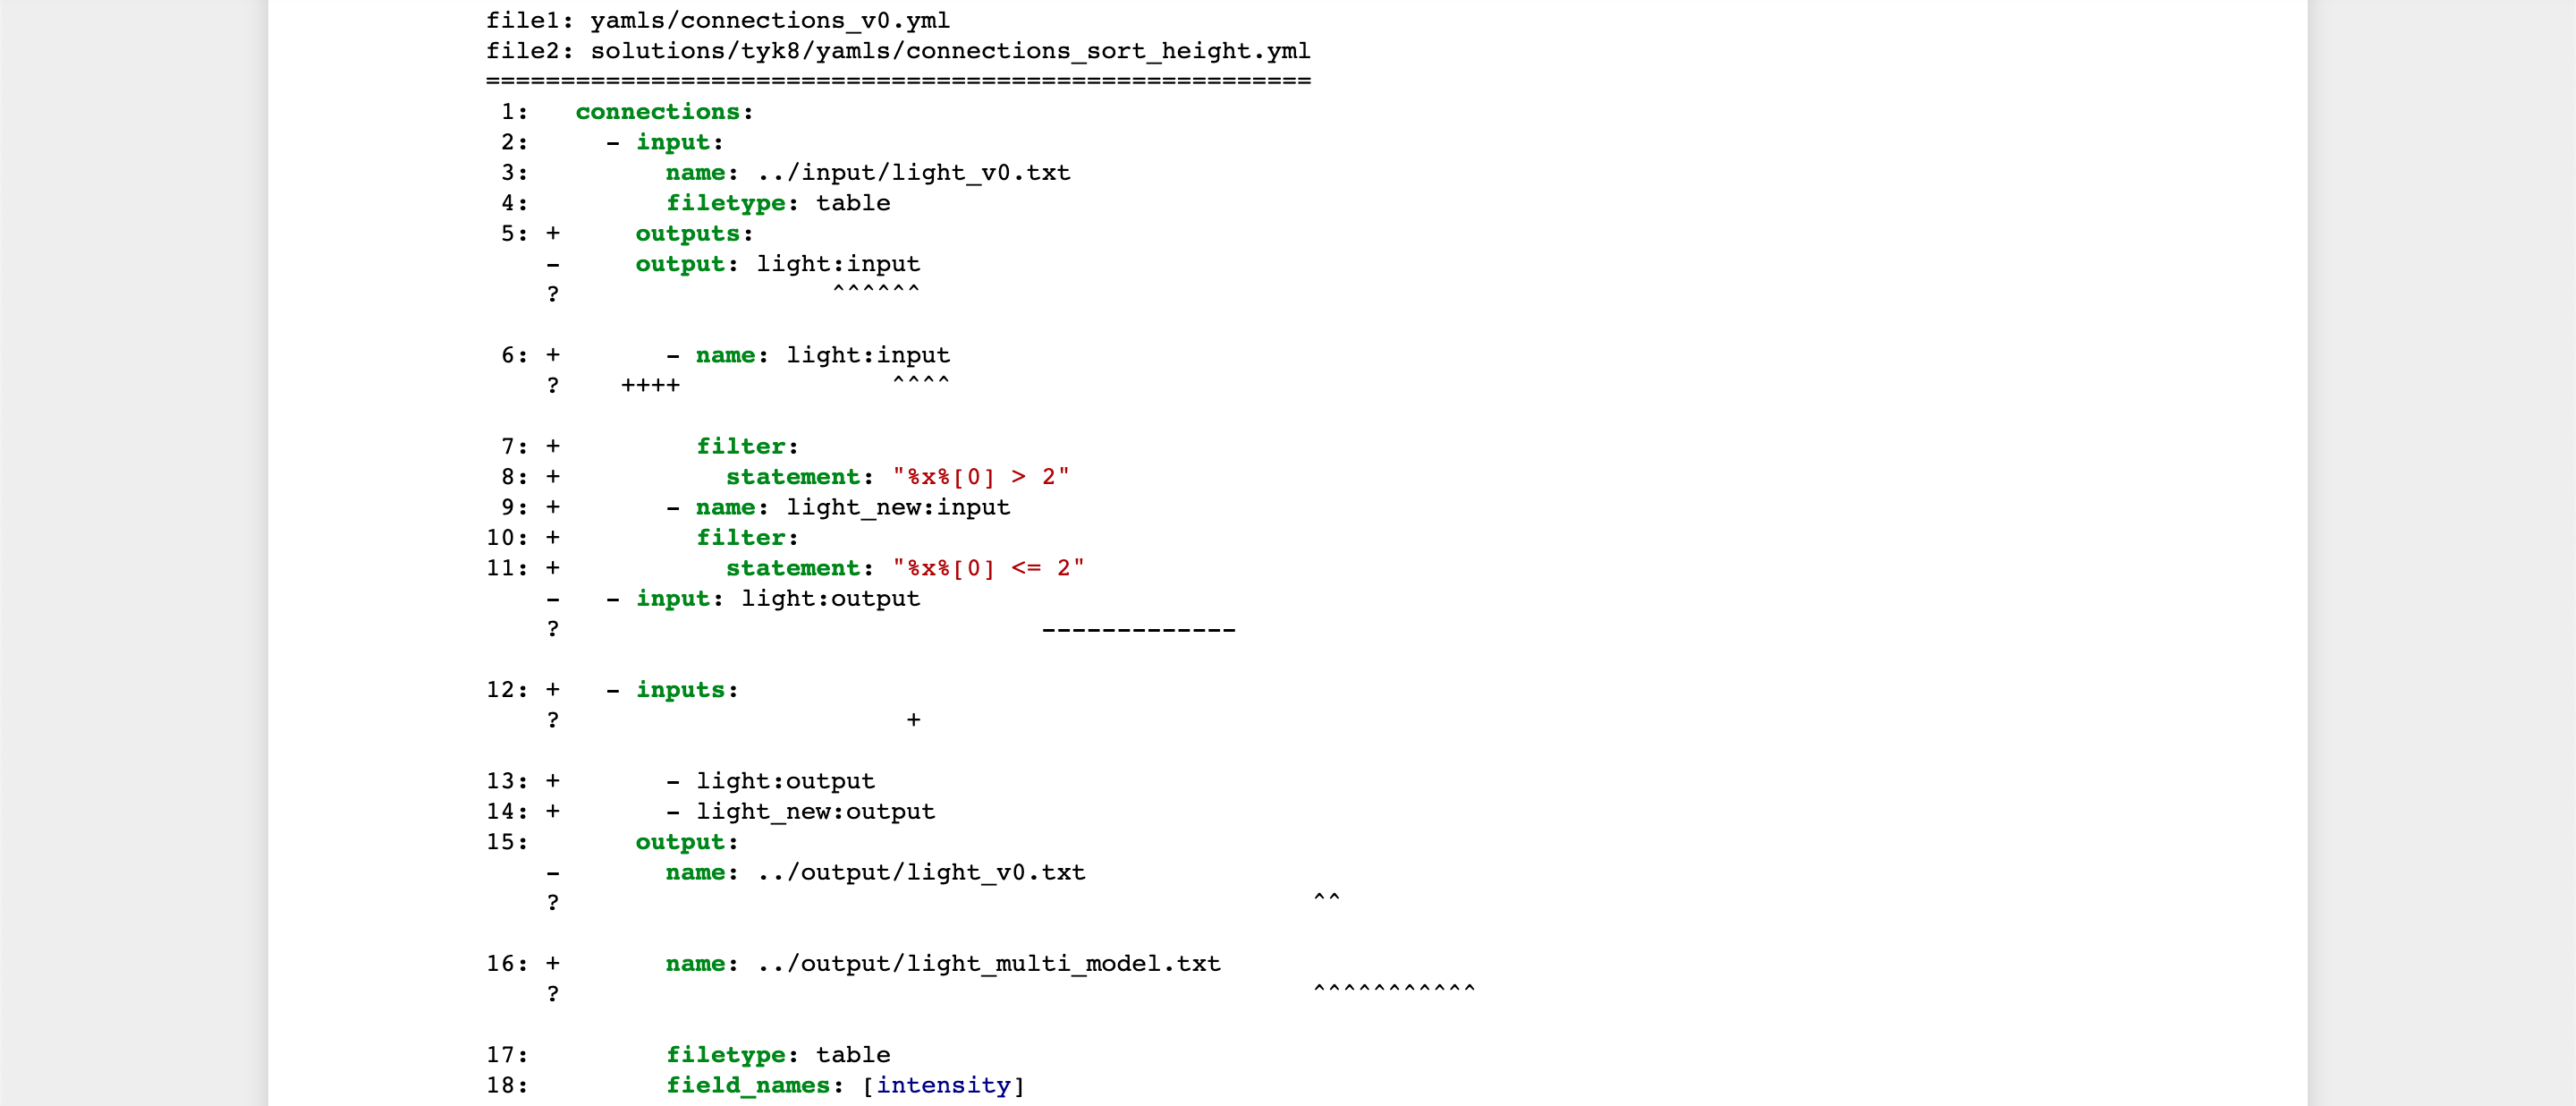 file1: yamls/connections_v0.yml
file2: solutions/tyk8/yamls/connections_sort_height.yml
=======================================================
 1:   connections:
 2:     - input:
 3:         name: ../input/light_v0.txt
 4:         filetype: table
 5: +     outputs:
    -     output: light:input
    ?                  ^^^^^^
 6: +       - name: light:input
    ?    ++++              ^^^^
 7: +         filter:
 8: +           statement: "%x%[0] > 2"
 9: +       - name: light_new:input
10: +         filter:
11: +           statement: "%x%[0] <= 2"
    -   - input: light:output
    ?                                -------------
12: +   - inputs:
    ?                       +
13: +       - light:output
14: +       - light_new:output
15:       output:
    -       name: ../output/light_v0.txt
    ?                                                  ^^
16: +       name: ../output/light_multi_model.txt
    ?                                                  ^^^^^^^^^^^
17:         filetype: table
18:         field_names: [intensity]